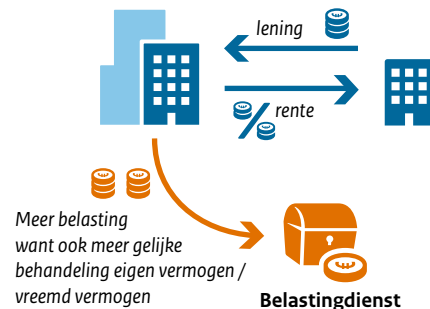 lening
rente
Meer belasting
want ook meer gelijke
behandeling eigen vermogen /
vreemd vermogen
Belastingdienst